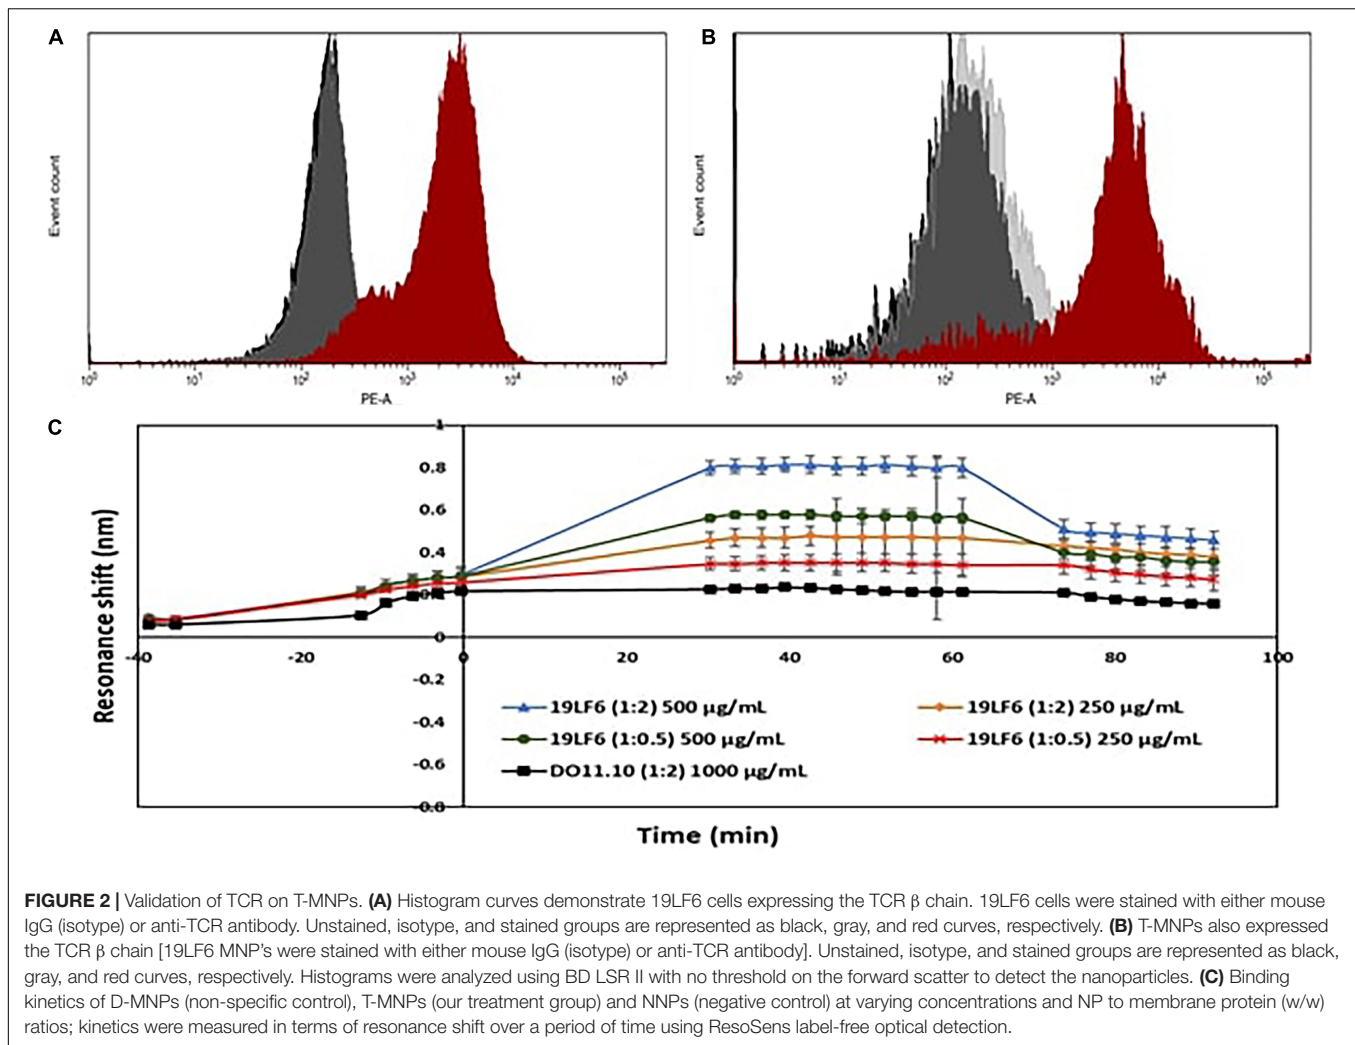 A
B
Event count
Event count
10⁰ 10¹ 10² 10³ 10⁴ 10⁵
10⁰ 10¹ 10² 10³ 10⁴ 10⁵
PE-A
PE-A
C
Resonance shift (nm)
1
0.8
0.6
0.4
0.2
0
-40 -20 0 20 40 60 80 100
-0.2
-0.4
-0.6
-0.8
19LF6 (1:2) 500 µg/mL
19LF6 (1:2) 250 µg/mL
19LF6 (1:0.5) 500 µg/mL
19LF6 (1:0.5) 250 µg/mL
DO11.10 (1:2) 1000 µg/mL
Time (min)
FIGURE 2 | Validation of TCR on T-MNPs. (A) Histogram curves demonstrate 19LF6 cells expressing the TCR β chain. 19LF6 cells were stained with either mouse
IgG (isotype) or anti-TCR antibody. Unstained, isotype, and stained groups are represented as black, gray, and red curves, respectively. (B) T-MNPs also expressed
the TCR β chain [19LF6 MNP's were stained with either mouse IgG (isotype) or anti-TCR antibody]. Unstained, isotype, and stained groups are represented as black,
gray, and red curves, respectively. Histograms were analyzed using BD LSR II with no threshold on the forward scatter to detect the nanoparticles. (C) Binding
kinetics of D-MNPs (non-specific control), T-MNPs (our treatment group) and NNPs (negative control) at varying concentrations and NP to membrane protein (w/w)
ratios; kinetics were measured in terms of resonance shift over a period of time using ResoSens label-free optical detection.